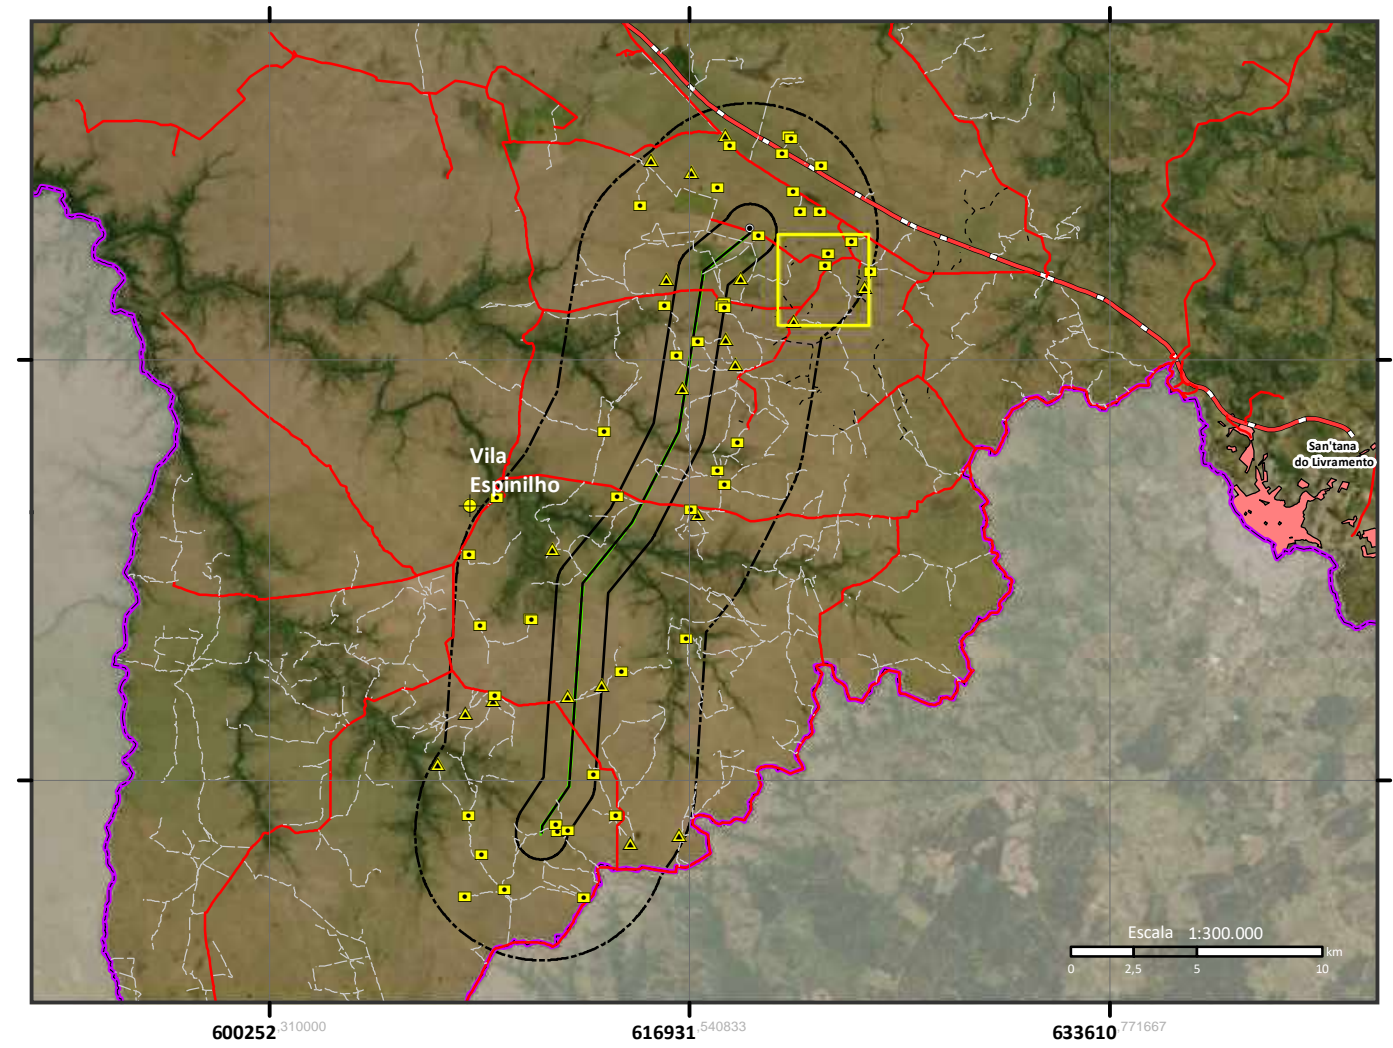 Vila
Espinilho
San'tana
do Livramento
Escala 1:300.000
km
0 2,5 5 10
600252,310000 616931,540833 633610,771667